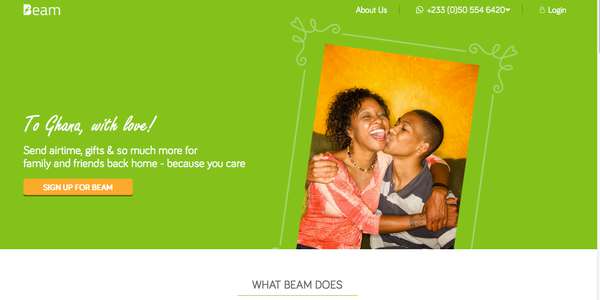 Beam
About Us
+233 (0)50 554 6420
Login
To Ghana, with love!
Send airtime, gifts & so much more for
family and friends back home - because you care
SIGN UP FOR BEAM
WHAT BEAM DOES